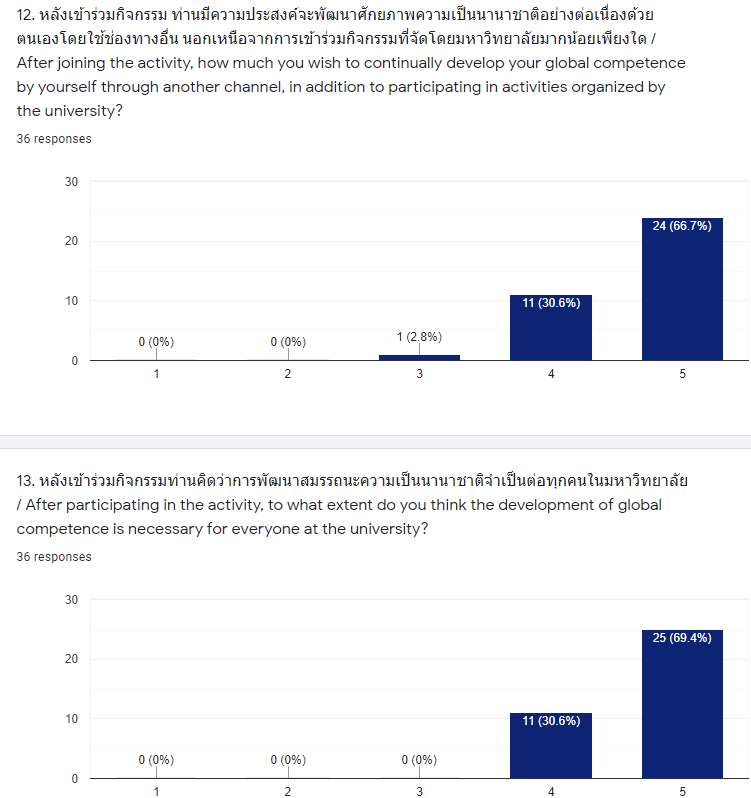 12. หลังเข้าร่วมกิจกรรม ท่านมีความประสงค์จะพัฒนาศักยภาพความเป็นนานาชาติอย่างต่อเนื่องด้วย
ตนเองโดยใช้ช่องทางอื่น นอกเหนือจากการเข้าร่วมกิจกรรมที่จัดโดยมหาวิทยาลัยมากน้อยเพียงใด /
After joining the activity, how much you wish to continually develop your global competence
by yourself through another channel, in addition to participating in activities organized by
the university?
36 responses
30
20
10
0
0 (0%)
0 (0%)
1 (2.8%)
11 (30.6%)
24 (66.7%)
1 2 3 4 5
13. หลังเข้าร่วมกิจกรรมท่านคิดว่าการพัฒนาสมรรถนะความเป็นนานาชาติจำเป็นต่อทุกคนในมหาวิทยาลัย
/ After participating in the activity, to what extent do you think the development of global
competence is necessary for everyone at the university?
36 responses
30
20
10
0
0 (0%)
0 (0%)
0 (0%)
11 (30.6%)
25 (69.4%)
1 2 3 4 5